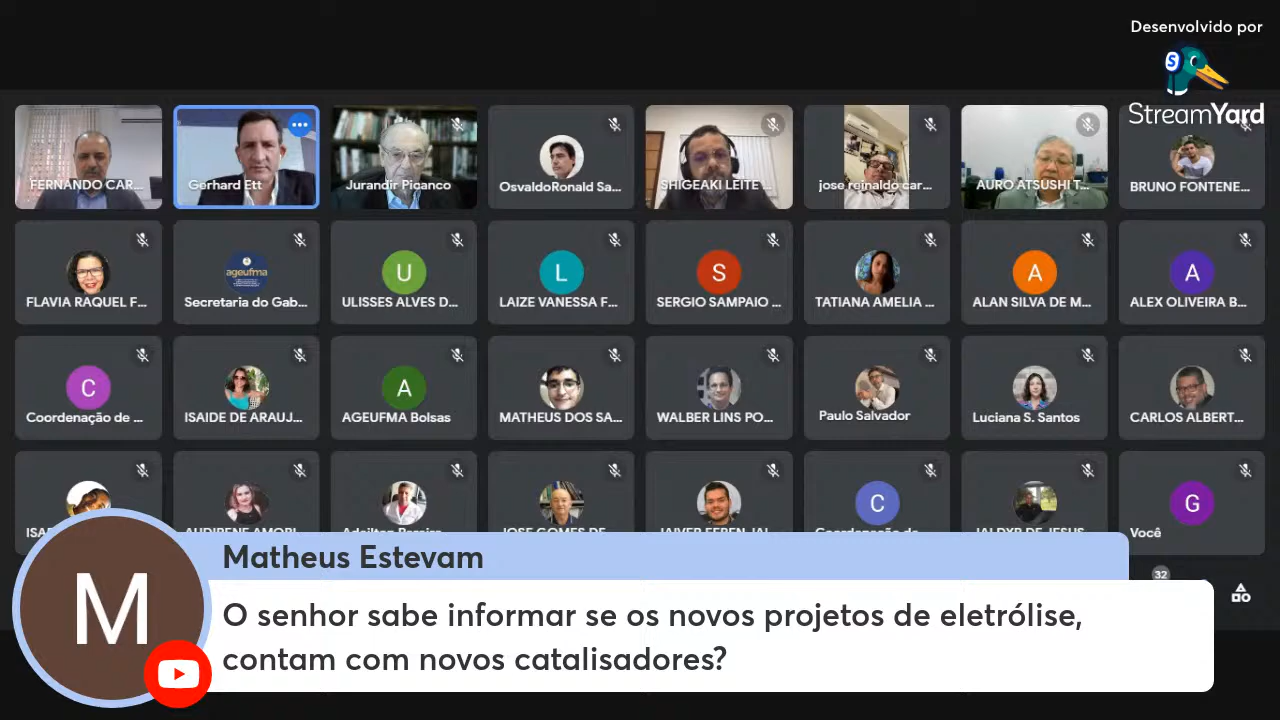 Desenvolvido por
StreamYard
FERNANDO CAR...
Gerhard Ett
Jurandir Picanco
OsvaldoRonald Sa...
SHIGEAKI LEITE
jose reinaldo car...
AURO ATSUSHI T...
BRUNO FONTENE...
FLAVIA RAQUEL F...
ageufma
Secretaria do Gab...
U
ULISSES ALVES D...
L
LAIZE VANESSA F...
S
SERGIO SAMPAIO ...
TATIANA AMELIA ...
A
ALAN SILVA DE M...
A
ALEX OLIVEIRA B...
C
Coordenação de ...
ISAIDE DE ARAUJ...
A
AGEUFMA Bolsas
MATHEUS DOS SA...
WALBER LINS PO...
Paulo Salvador
Luciana S. Santos
CARLOS ALBERT...
C
G
Você
32
M
Matheus Estevam
O senhor sabe informar se os novos projetos de eletrólise,
contam com novos catalisadores?